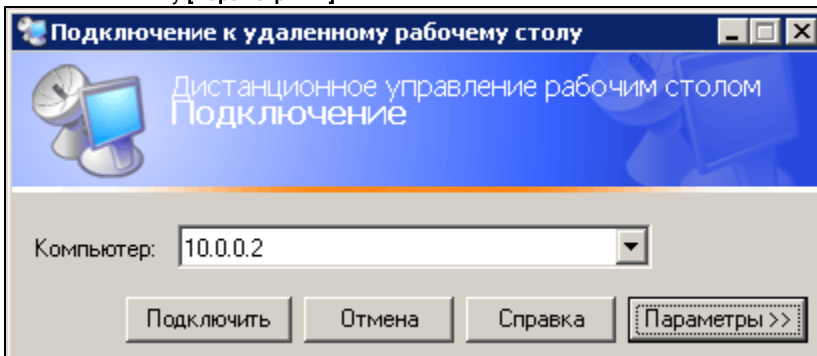 Подключение к удаленному рабочему столу
Дистанционное управление рабочим столом
Подключение
Компьютер: 10.0.0.2
Подключить Отмена Справка Параметры >>